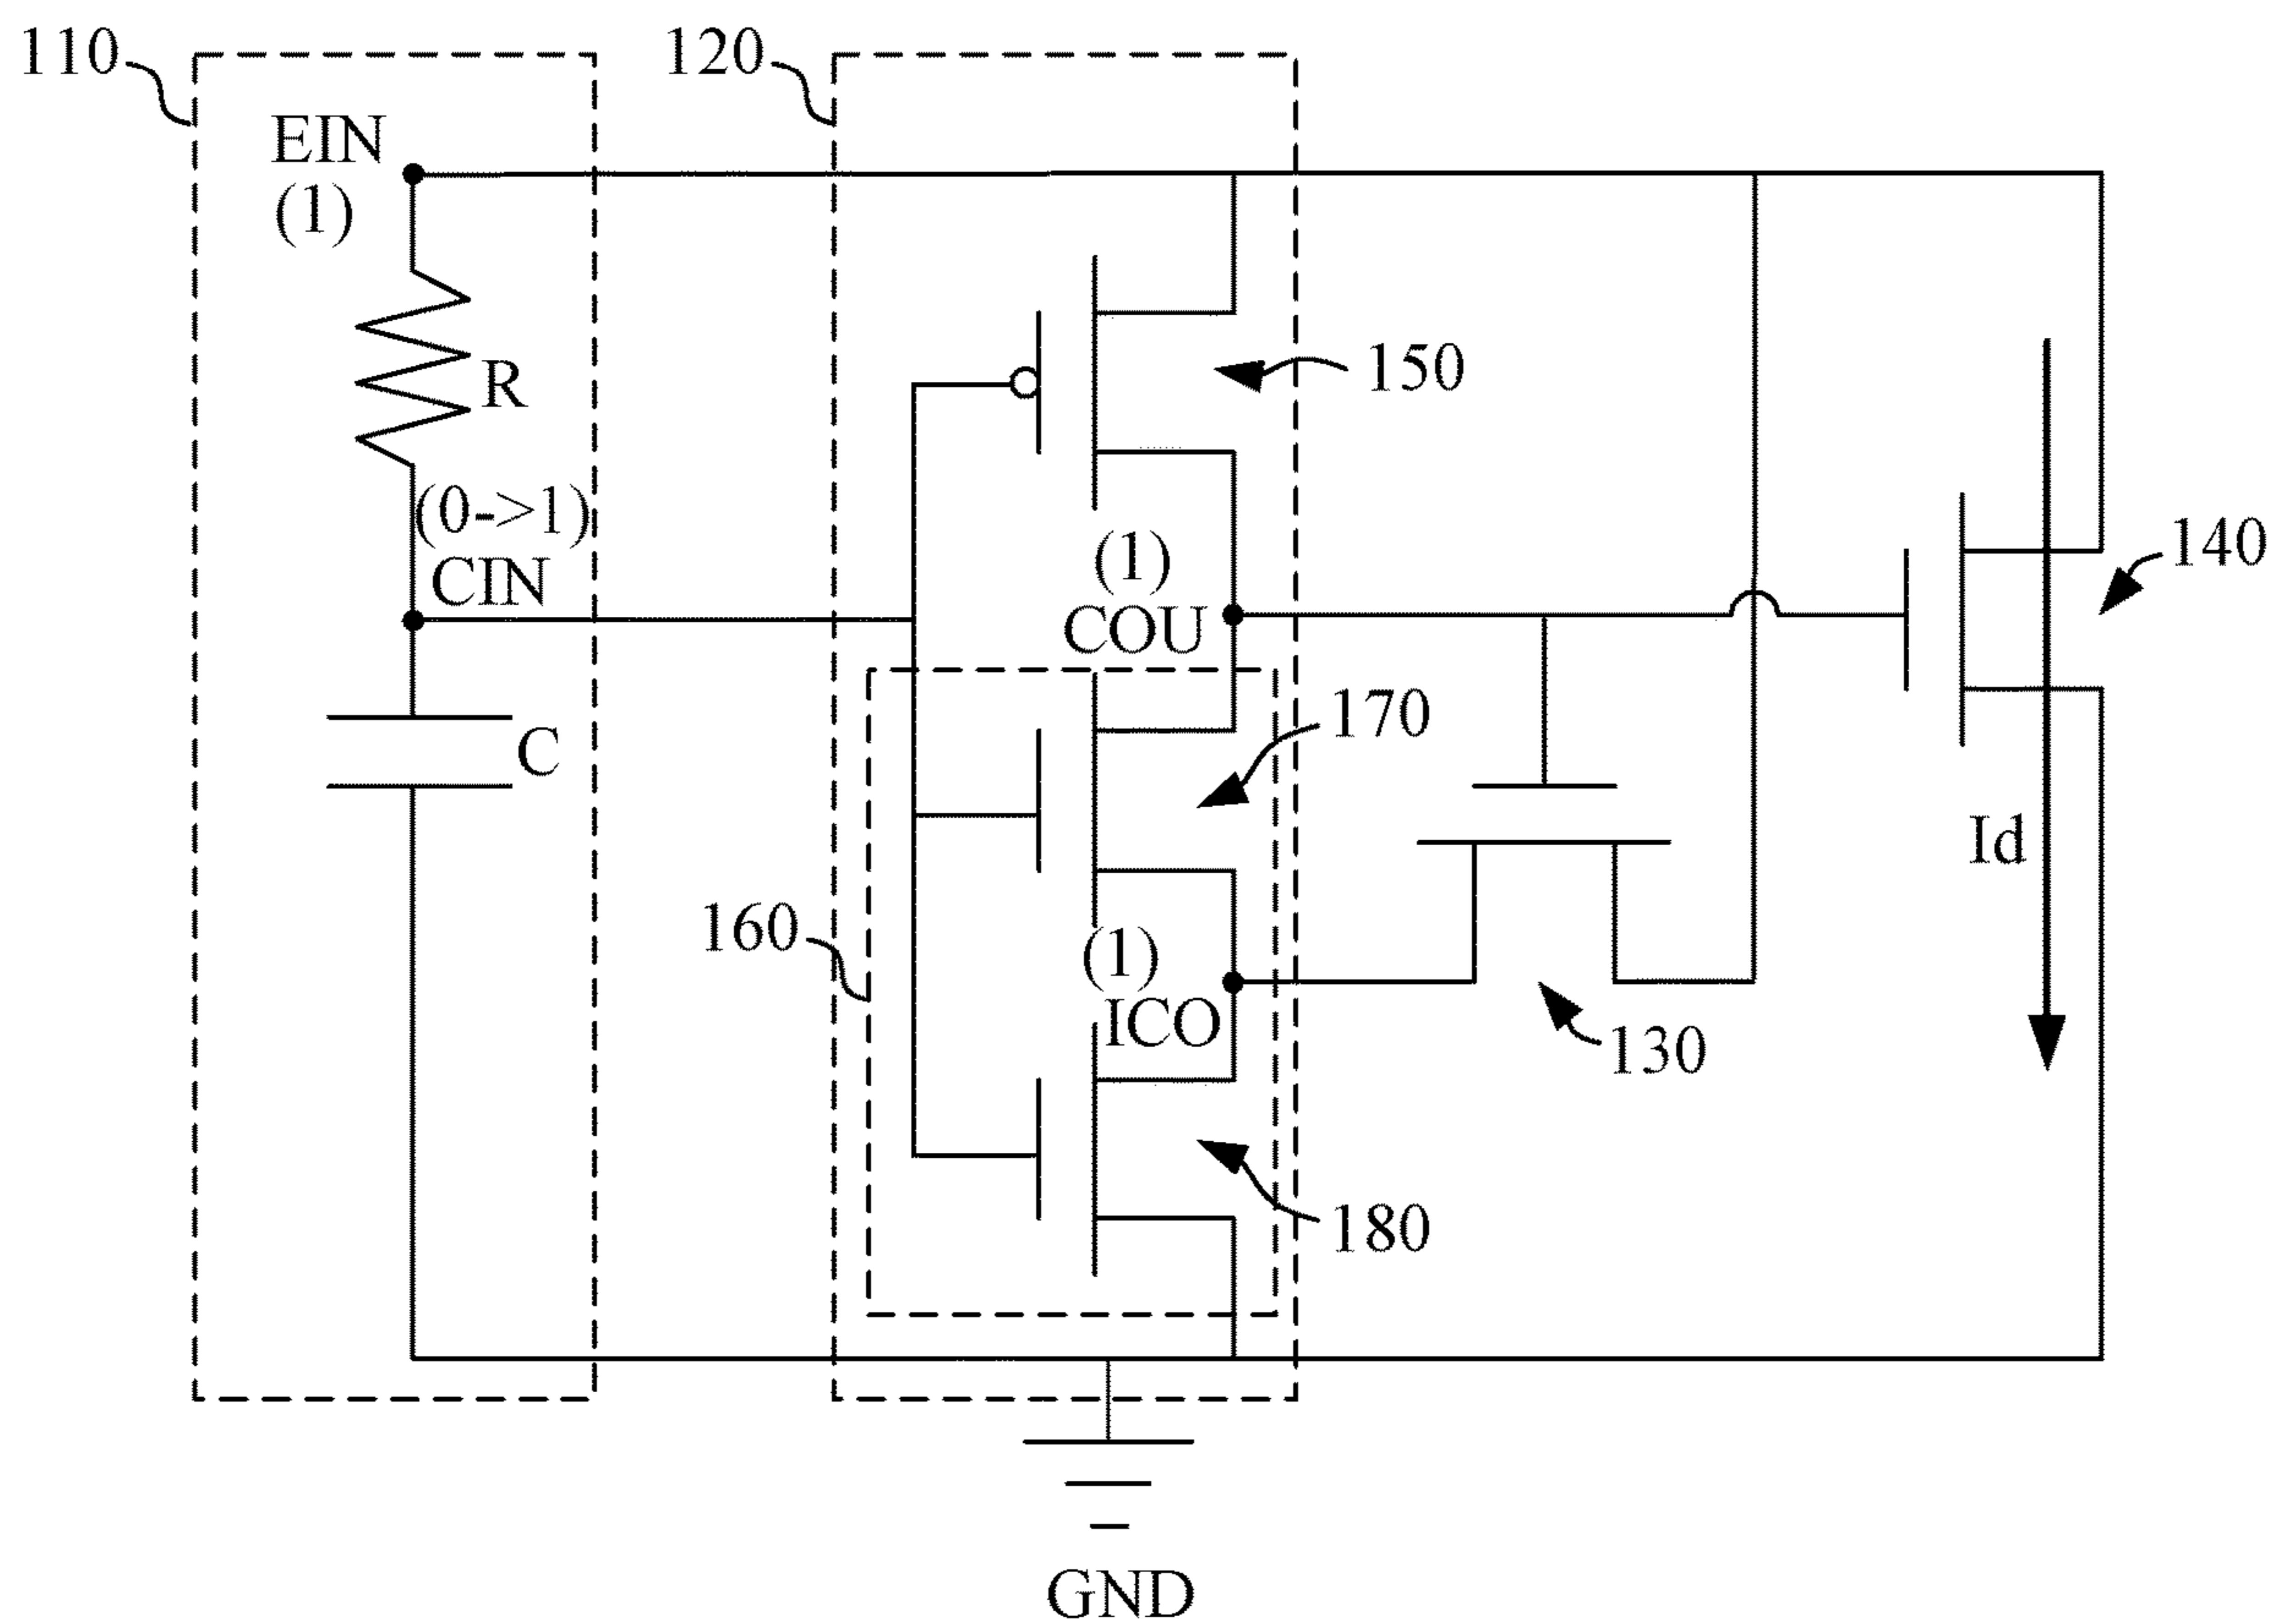 110
120
EIN
(1)
150
R
(0->1)
CIN
(1)
COU
140
170
C
Id
160
(1)
ICO
130
180
GND